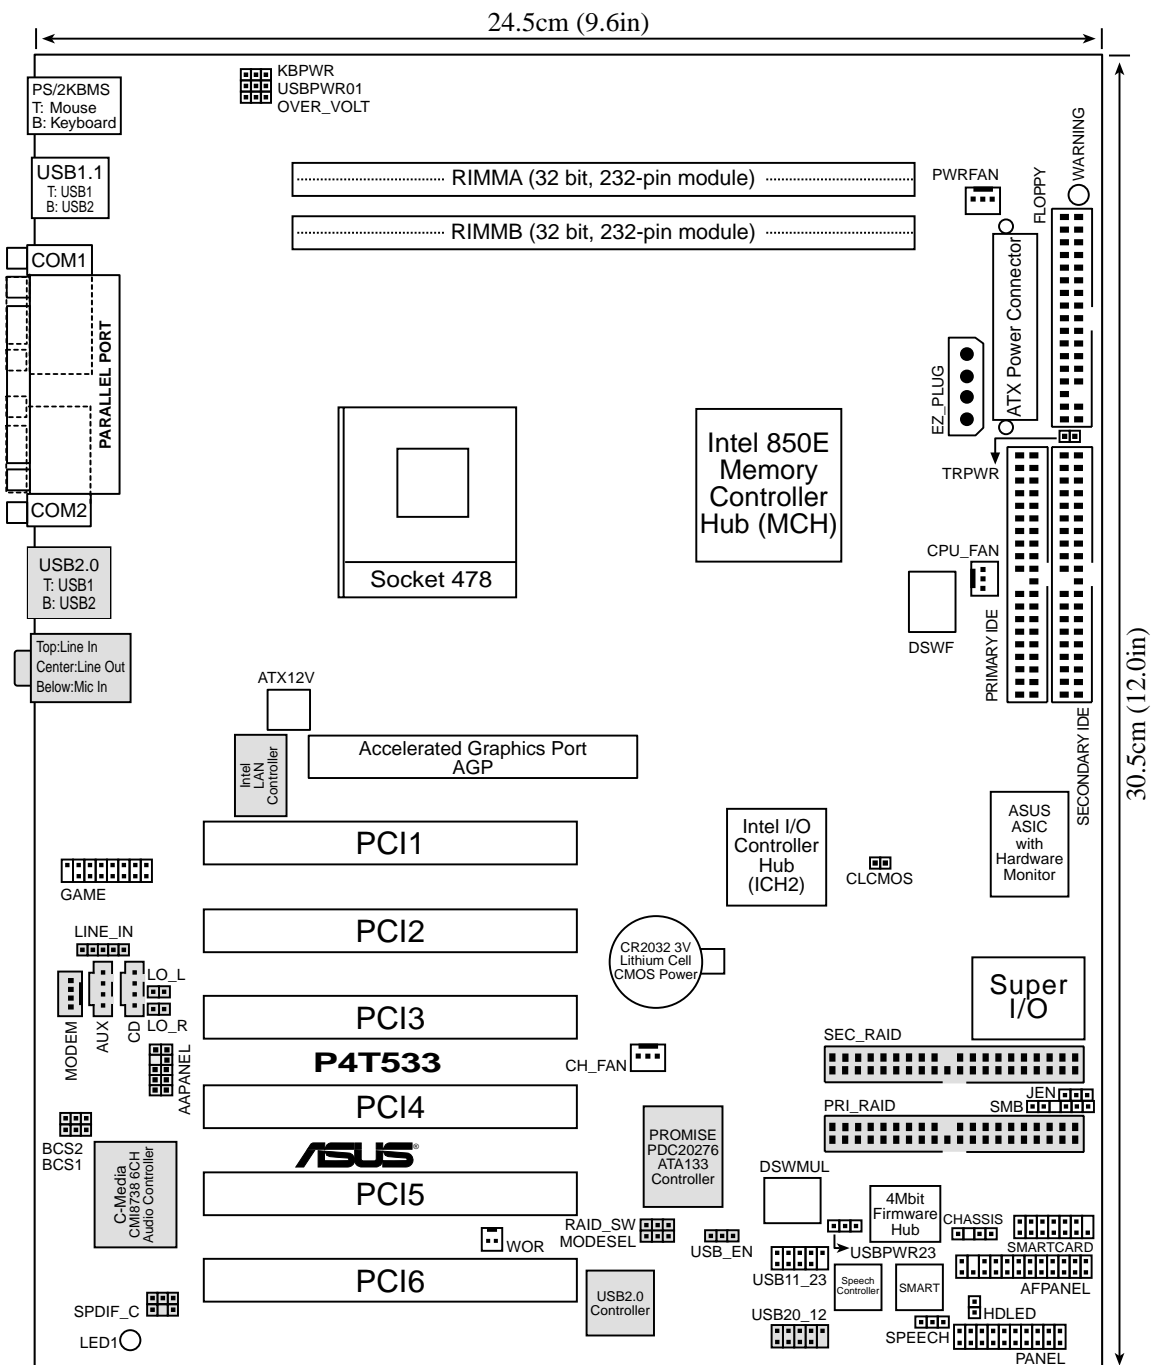 24.5cm (9.6in)
KBPWR
USBPWR01
OVER_VOLT
PS/2KBMS
T: Mouse
B: Keyboard
USB1.1
T: USB1
B: USB2
RIMMA (32 bit, 232-pin module)
RIMMB (32 bit, 232-pin module)
PWRFAN
FLOPPY
WARNING
COM1
PARALLEL PORT
COM2
ATX Power Connector
EZ_PLUG
TRPWR
Intel 850E
Memory
Controller
Hub (MCH)
Socket 478
USB2.0
T: USB1
B: USB2
CPU_FAN
DSWF
PRIMARY IDE
SECONDARY IDE
30.5cm (12.0in)
Top:Line In
Center:Line Out
Below:Mic In
ATX12V
Intel
LAN
Controller
Accelerated Graphics Port
AGP
PCI1
Intel I/O
Controller
Hub
(ICH2)
CLCMOS
ASUS
ASIC
with
Hardware
Monitor
GAME
LINE_IN
PCI2
CR2032 3V
Lithium Cell
CMOS Power
LO_L
LO_R
MODEM
AUX
CD
AAPANEL
PCI3
Super
I/O
P4T533
CH_FAN
SEC_RAID
JEN
SMB
PRI_RAID
PCI4
BCS2
BCS1
C-Media
CMI8738 6CH
Audio Controller
ASUS®
PROMISE
PDC20276
ATA133
Controller
DSWMUL
PCI5
4Mbit
Firmware
Hub
CHASSIS
SMARTCARD
RAID_SW
MODESEL
WOR
USB_EN
USBPWR23
USB11_23
AFPANEL
PCI6
USB2.0
Controller
Speech
Controller
SMART
SPDIF_C
USB20_12
HDLED
LED1
SPEECH
PANEL